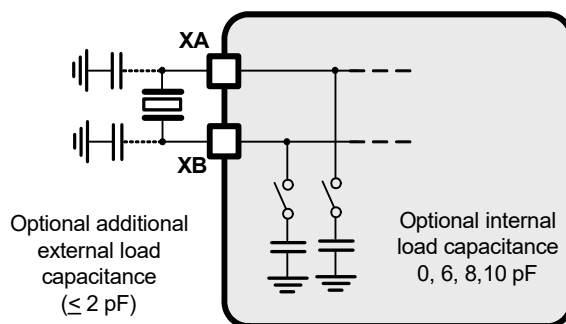 XA
XB
Optional additional
external load
capacitance
(≤ 2 pF)
Optional internal
load capacitance
0, 6, 8,10 pF